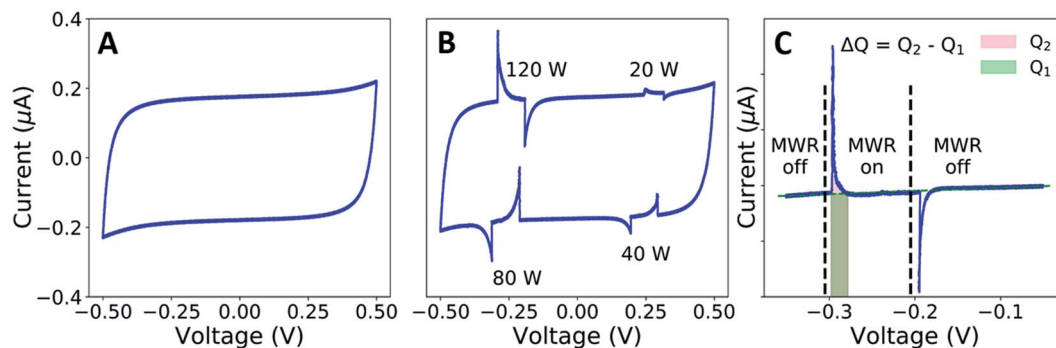 A
Current (μA)
0.4
0.2
0.0
−0.2
−0.4
−0.50
−0.25
0.00
0.25
0.50
Voltage (V)
B
120 W
20 W
80 W
40 W
−0.50
−0.25
0.00
0.25
0.50
Voltage (V)
C
ΔQ = Q₂ - Q₁
Q₂
Q₁
Current (μA)
MWR
off
MWR
on
MWR
off
−0.3
−0.2
−0.1
Voltage (V)